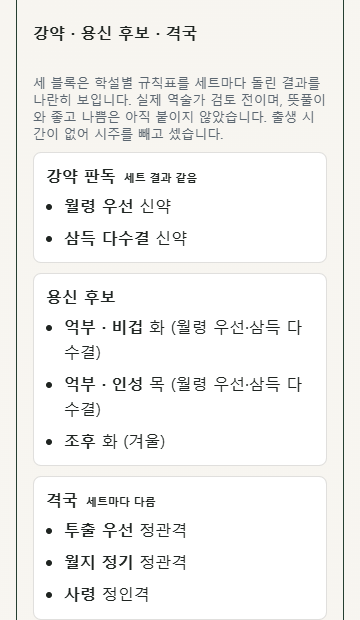 강약 · 용신 후보 · 격국
세 블록은 학설별 규칙표를 세트마다 돌린 결과를
나란히 보입니다. 실제 역술가 검토 전이며, 뜻풀이
와 좋고 나쁨은 아직 붙이지 않았습니다. 출생 시
간이 없어 시주를 빼고 셌습니다.
강약 판독 세트 결과 같음
• 월령 우선 신약
• 삼득 다수결 신약
용신 후보
• 억부 · 비겁 화 (월령 우선·삼득 다
수결)
• 억부 · 인성 목 (월령 우선·삼득 다
수결)
• 조후 화 (겨울)
격국 세트마다 다름
• 투출 우선 정관격
• 월지 정기 정관격
• 사령 정인격